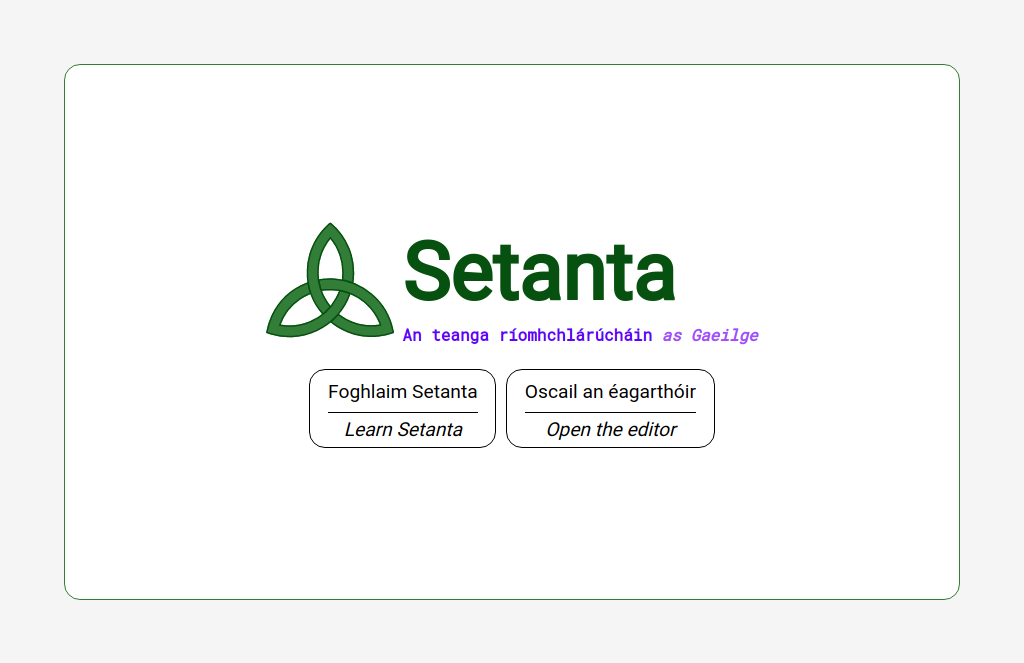 Setanta
An teanga ríomhchlárúcháin as Gaeilge
Foghlaim Setanta
Learn Setanta
Oscail an éagarthóir
Open the editor